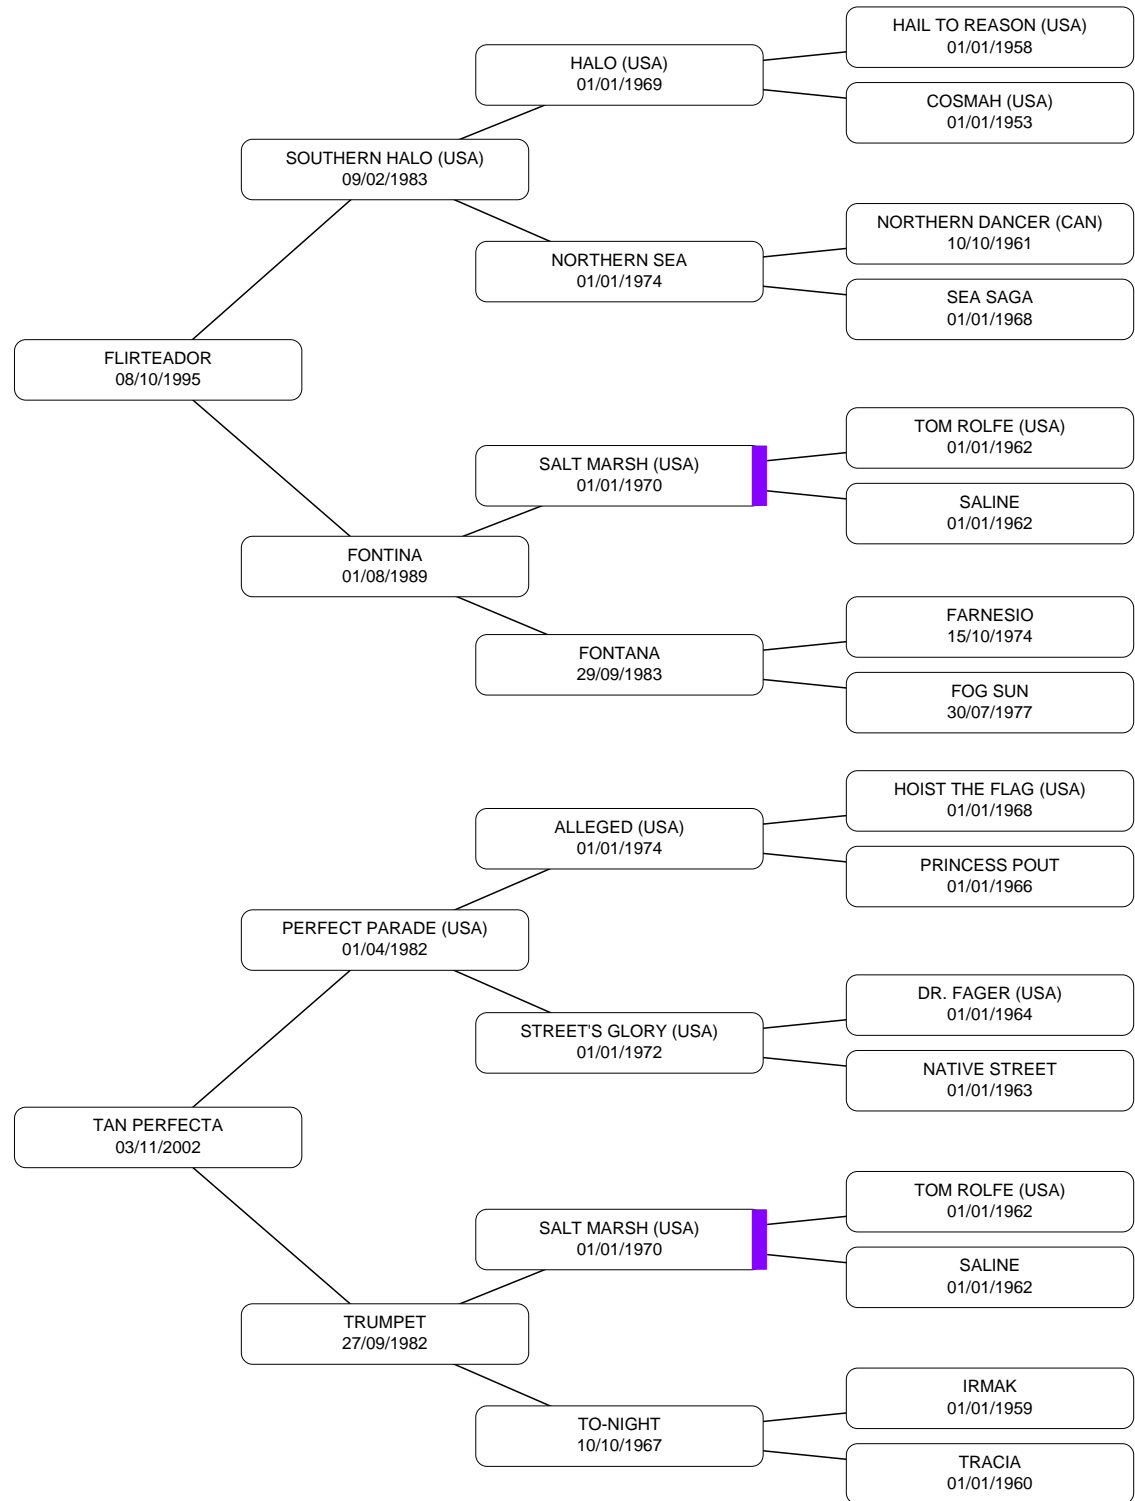 HAIL TO REASON (USA)
01/01/1958
HALO (USA)
01/01/1969
COSMAH (USA)
01/01/1953
SOUTHERN HALO (USA)
09/02/1983
NORTHERN DANCER (CAN)
10/10/1961
NORTHERN SEA
01/01/1974
SEA SAGA
01/01/1968
FLIRTEADOR
08/10/1995
TOM ROLFE (USA)
01/01/1962
SALT MARSH (USA)
01/01/1970
SALINE
01/01/1962
FONTINA
01/08/1989
FARNESIO
15/10/1974
FONTANA
29/09/1983
FOG SUN
30/07/1977
HOIST THE FLAG (USA)
01/01/1968
ALLEGED (USA)
01/01/1974
PRINCESS POUT
01/01/1966
PERFECT PARADE (USA)
01/04/1982
DR. FAGER (USA)
01/01/1964
STREET'S GLORY (USA)
01/01/1972
NATIVE STREET
01/01/1963
TAN PERFECTA
03/11/2002
TOM ROLFE (USA)
01/01/1962
SALT MARSH (USA)
01/01/1970
SALINE
01/01/1962
TRUMPET
27/09/1982
IRMAK
01/01/1959
TO-NIGHT
10/10/1967
TRACIA
01/01/1960